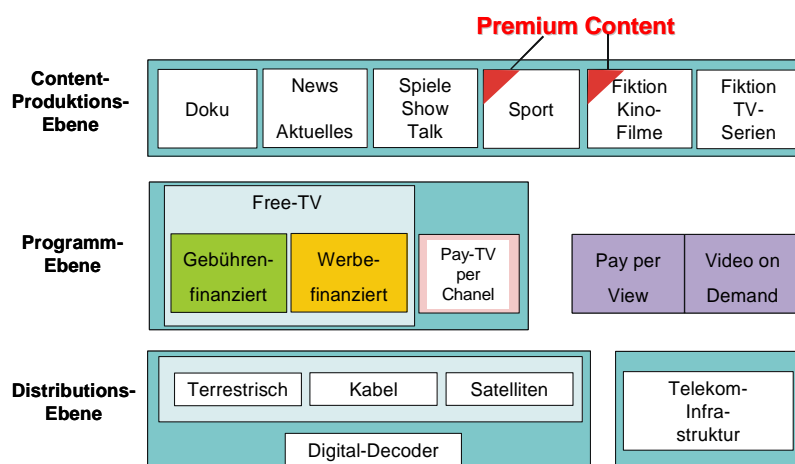 Premium Content
Content-
Produktions-
Ebene
Doku
News
Aktuelles
Spiele
Show
Talk
Sport
Fiktion
Kino-
Filme
Fiktion
TV-
Serien
Programm-
Ebene
Free-TV
Gebühren-
finanziert
Werbe-
finanziert
Pay-TV
per
Chanel
Pay per
View
Video on
Demand
Distributions-
Ebene
Terrestrisch
Kabel
Satelliten
Digital-Decoder
Telekom-
Infra-
struktur